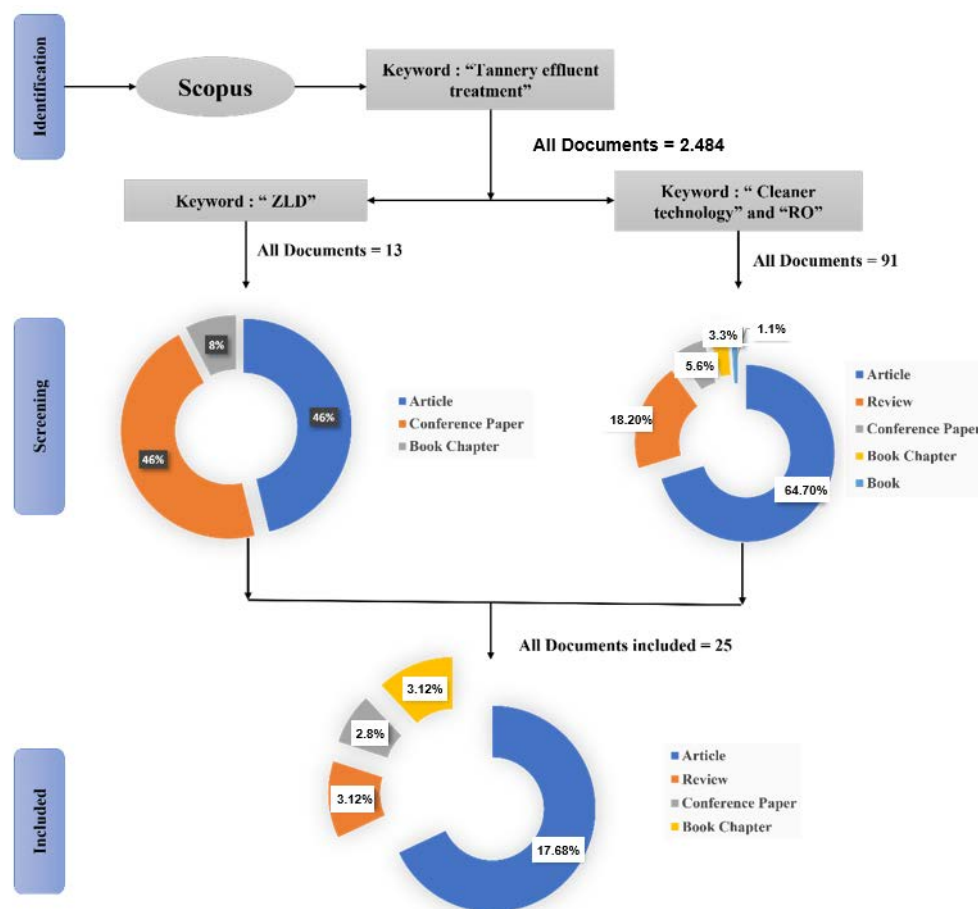 Identification
Scopus
Keyword : “Tannery effluent
treatment”
All Documents = 2.484
Keyword : “ ZLD”
Keyword : “ Cleaner
technology” and “RO”
All Documents = 13
All Documents = 91
Screening
8%
46%
46%
Article
Conference Paper
Book Chapter
1.1%
3.3%
5.6%
18.20%
64.70%
Article
Review
Conference Paper
Book Chapter
Book
All Documents included = 25
Included
3.12%
2.8%
3.12%
17.68%
Article
Review
Conference Paper
Book Chapter